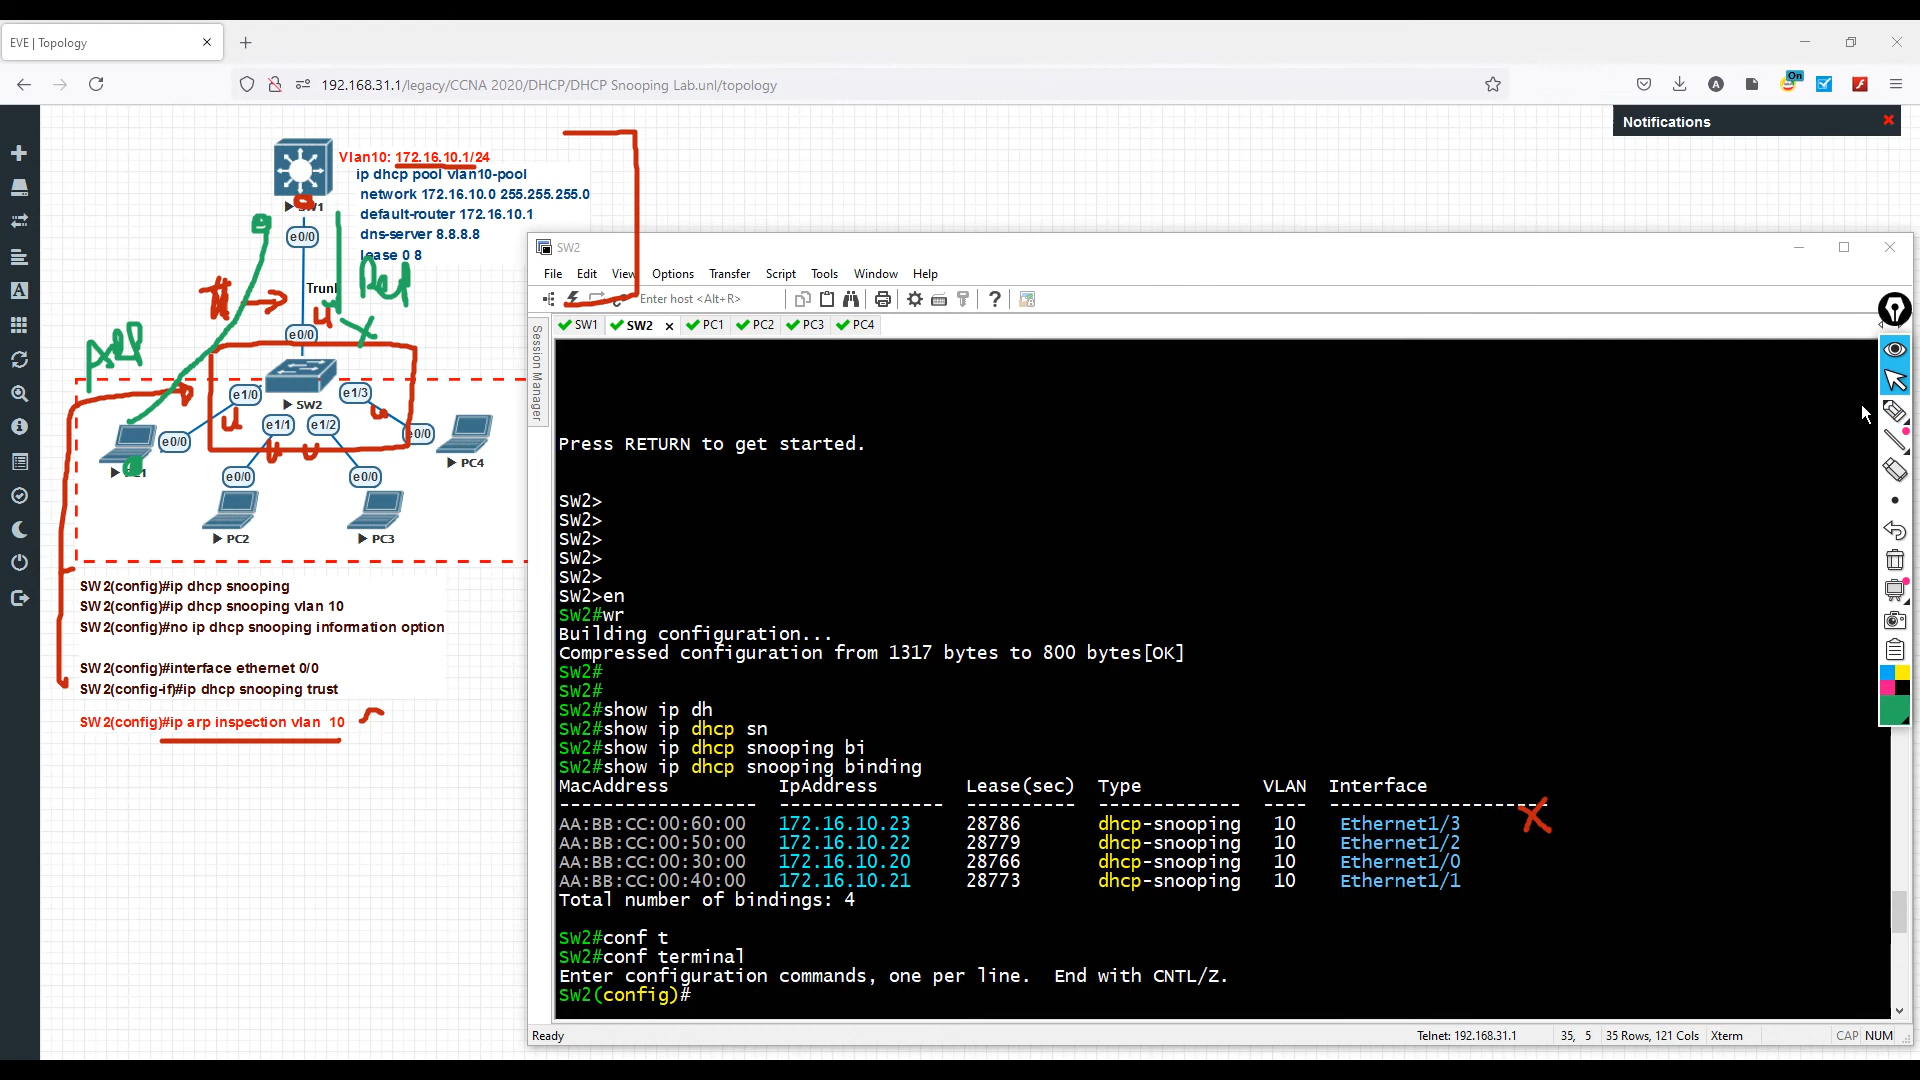 EVE | Topology
192.168.31.1/legacy/CCNA 2020/DHCP/DHCP Snooping Lab.unl/topology
On
Notifications
Vlan10: 172.16.10.1/24
ip dhcp pool vlan10-pool
network 172.16.10.0 255.255.255.0
default-router 172.16.10.1
dns-server 8.8.8.8
lease 0 8
e0/0
Trunk
e0/0
e1/0
SW2
e1/3
e1/1
e1/2
e0/0
e0/0
PC4
e0/0
e0/0
PC2
PC3
SW2(config)#ip dhcp snooping
SW2(config)#ip dhcp snooping vlan 10
SW2(config)#no ip dhcp snooping information option
SW2(config)#interface ethernet 0/0
SW2(config-if)#ip dhcp snooping trust
SW2(config)#ip arp inspection vlan 10
SW2
File Edit View Options Transfer Script Tools Window Help
Enter host <Alt+R>
Session Manager
SW1 SW2 PC1 PC2 PC3 PC4
Press RETURN to get started.
SW2>
SW2>
SW2>
SW2>
SW2>
SW2>en
SW2#wr
Building configuration...
Compressed configuration from 1317 bytes to 800 bytes[OK]
SW2#
SW2#
SW2#show ip dh
SW2#show ip dhcp sn
SW2#show ip dhcp snooping bi
SW2#show ip dhcp snooping binding
MacAddress IpAddress Lease(sec) Type VLAN Interface
------------------ --------------- ---------- ------------- ---- --------------------
AA:BB:CC:00:60:00 172.16.10.23 28786 dhcp-snooping 10 Ethernet1/3
AA:BB:CC:00:50:00 172.16.10.22 28779 dhcp-snooping 10 Ethernet1/2
AA:BB:CC:00:30:00 172.16.10.20 28766 dhcp-snooping 10 Ethernet1/0
AA:BB:CC:00:40:00 172.16.10.21 28773 dhcp-snooping 10 Ethernet1/1
Total number of bindings: 4
SW2#conf t
SW2#conf terminal
Enter configuration commands, one per line. End with CNTL/Z.
SW2(config)#
Ready
Telnet: 192.168.31.1 35, 5 35 Rows, 121 Cols Xterm CAP NUM